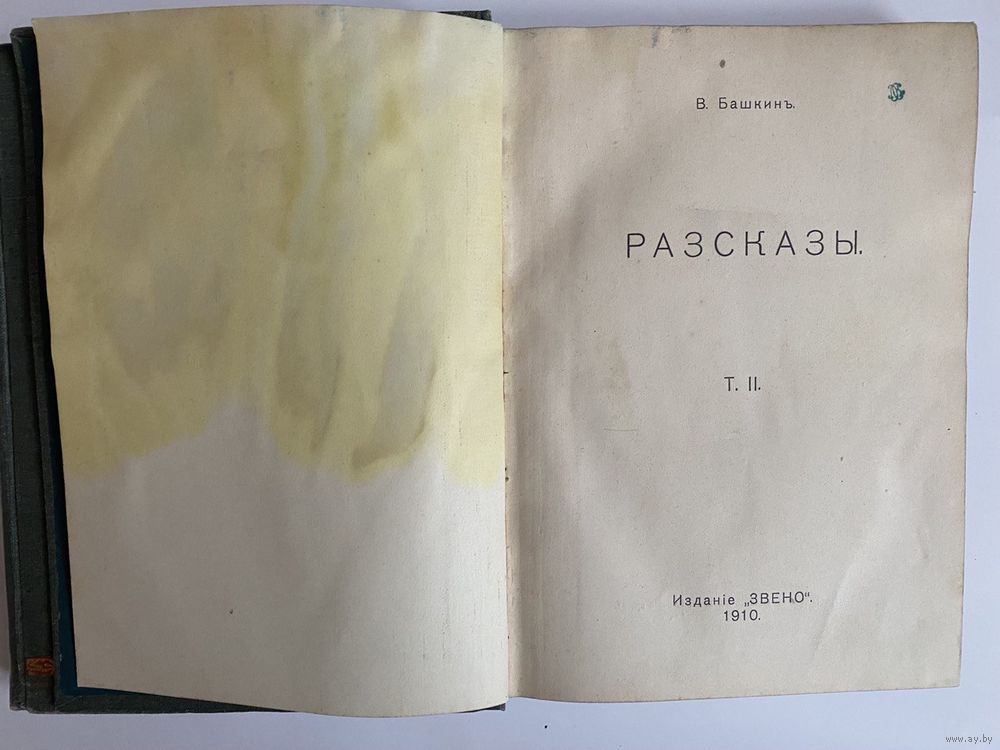 В. Башкинъ.
РАЗСКАЗЫ.
Т. II.
Изданіе „ЗВЕНО“.
1910.
www.ay.by